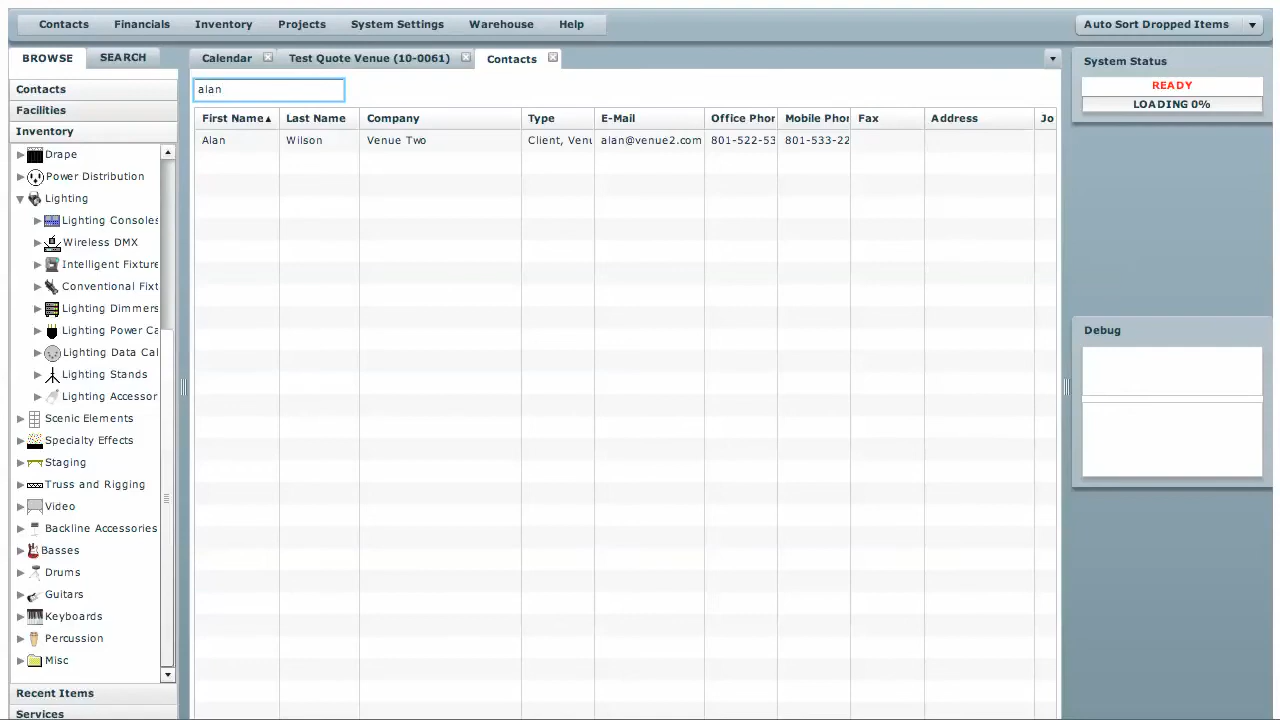 Contacts Financials Inventory Projects System Settings Warehouse Help
Auto Sort Dropped Items
BROWSE SEARCH
Contacts
Facilities
Inventory
Drape
Power Distribution
Lighting
Lighting Consoles
Wireless DMX
Intelligent Fixture
Conventional Fixt
Lighting Dimmers
Lighting Power Ca
Lighting Data Cal
Lighting Stands
Lighting Accessor
Scenic Elements
Specialty Effects
Staging
Truss and Rigging
Video
Backline Accessories
Basses
Drums
Guitars
Keyboards
Percussion
Misc
Recent Items
Services
Calendar Test Quote Venue (10-0061) Contacts
alan
First Name Last Name Company Type E-Mail Office Phor Mobile Phor Fax Address Jo
Alan Wilson Venue Two Client, Venu alan@venue2.com 801-522-53 801-533-22
System Status
READY
LOADING 0%
Debug